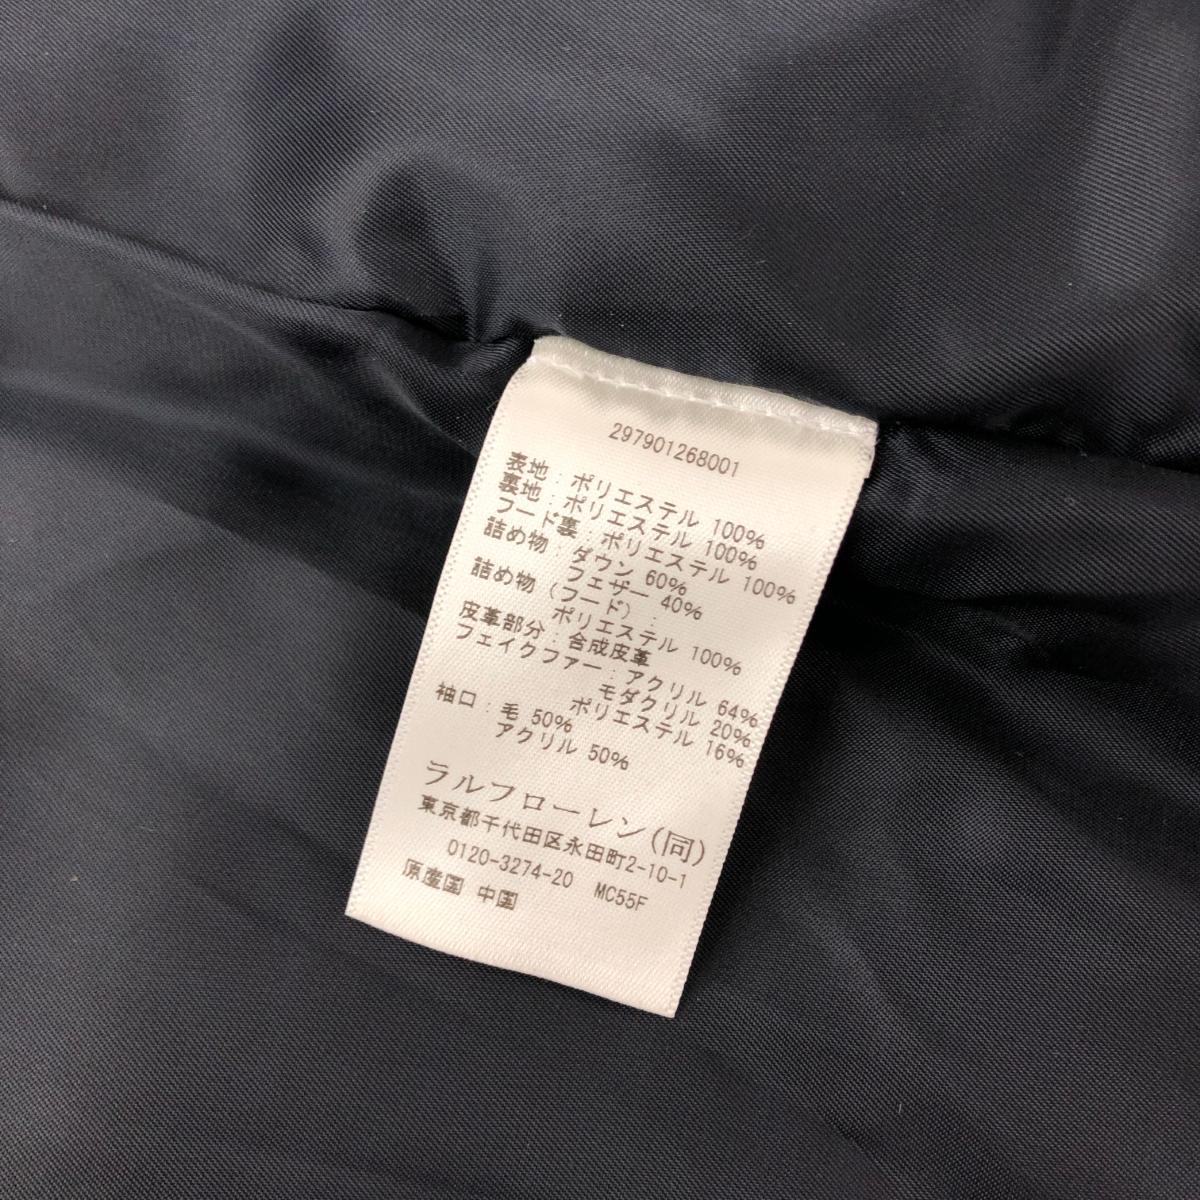 297901268001
表地：ポリエステル 100%
裏地：ポリエステル 100%
フード裏：ポリエステル 100%
詰め物：ダウン 60%
フェザー 40%
詰め物（フード）：
ポリエステル 100%
皮革部分：合成皮革
フェイクファー：アクリル 64%
モダクリル 20%
ポリエステル 16%
袖口：毛 50%
アクリル 50%
ラルフローレン(同)
東京都千代田区永田町2-10-1
0120-3274-20 MC55F
原産国 中国